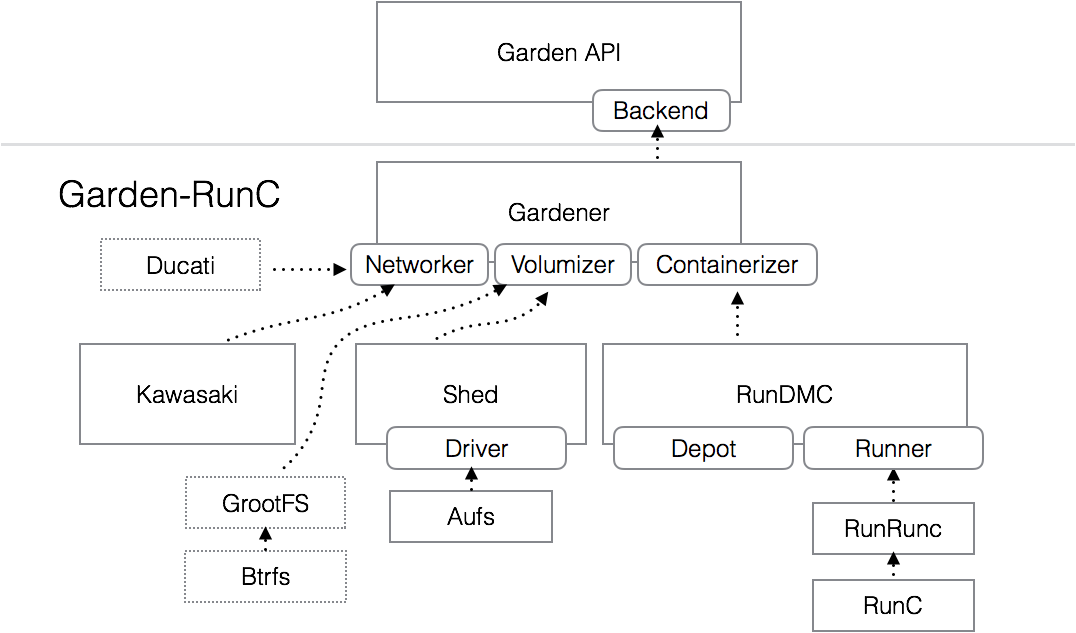 Garden API
Backend
Garden-RunC
Gardener
Ducati
Networker
Volumizer
Containerizer
Kawasaki
Shed
RunDMC
Driver
Depot
Runner
GrootFS
Aufs
RunRunc
Btrfs
RunC